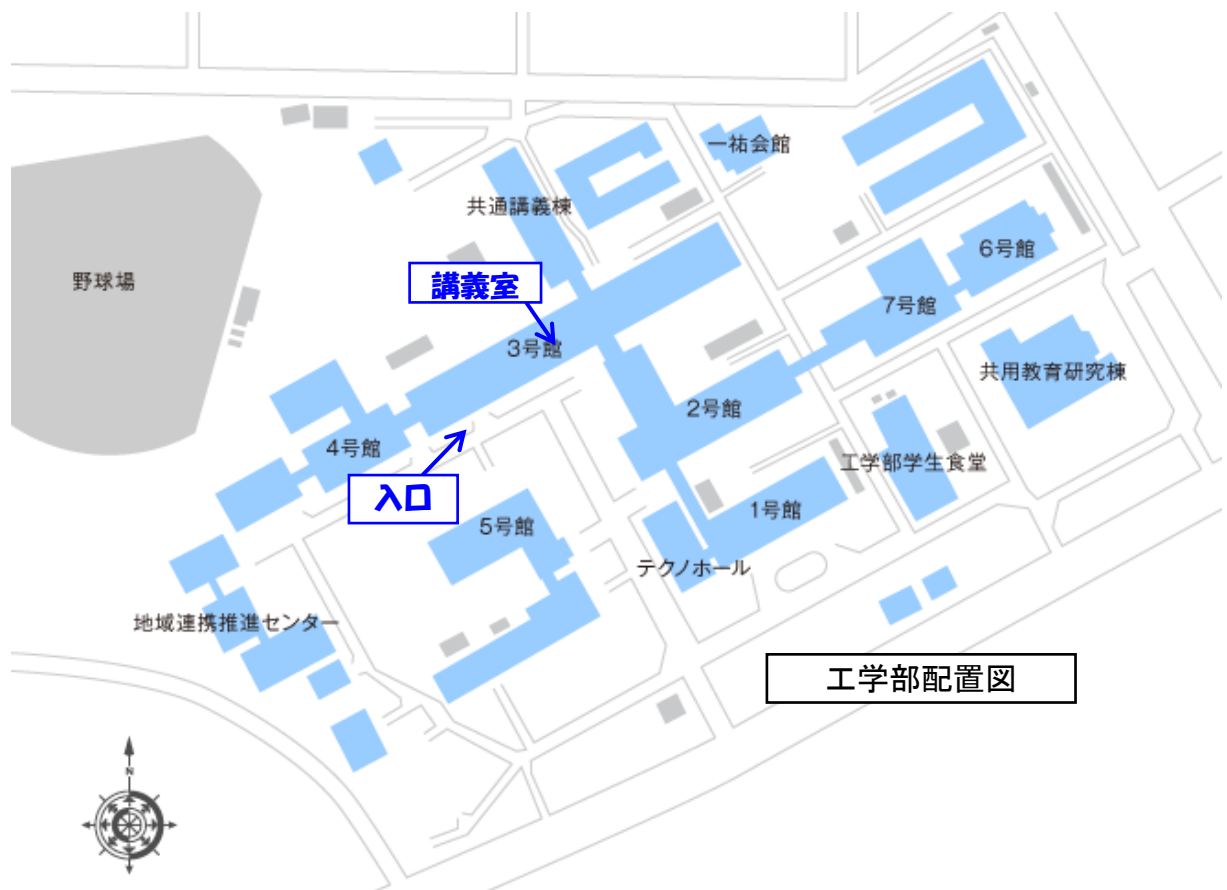 一祐会館
共通講義棟
6号館
野球場
講義室
7号館
3号館
共用教育研究棟
2号館
4号館
工学部学生食堂
入口
1号館
5号館
テクノホール
地域連携推進センター
工学部配置図
N